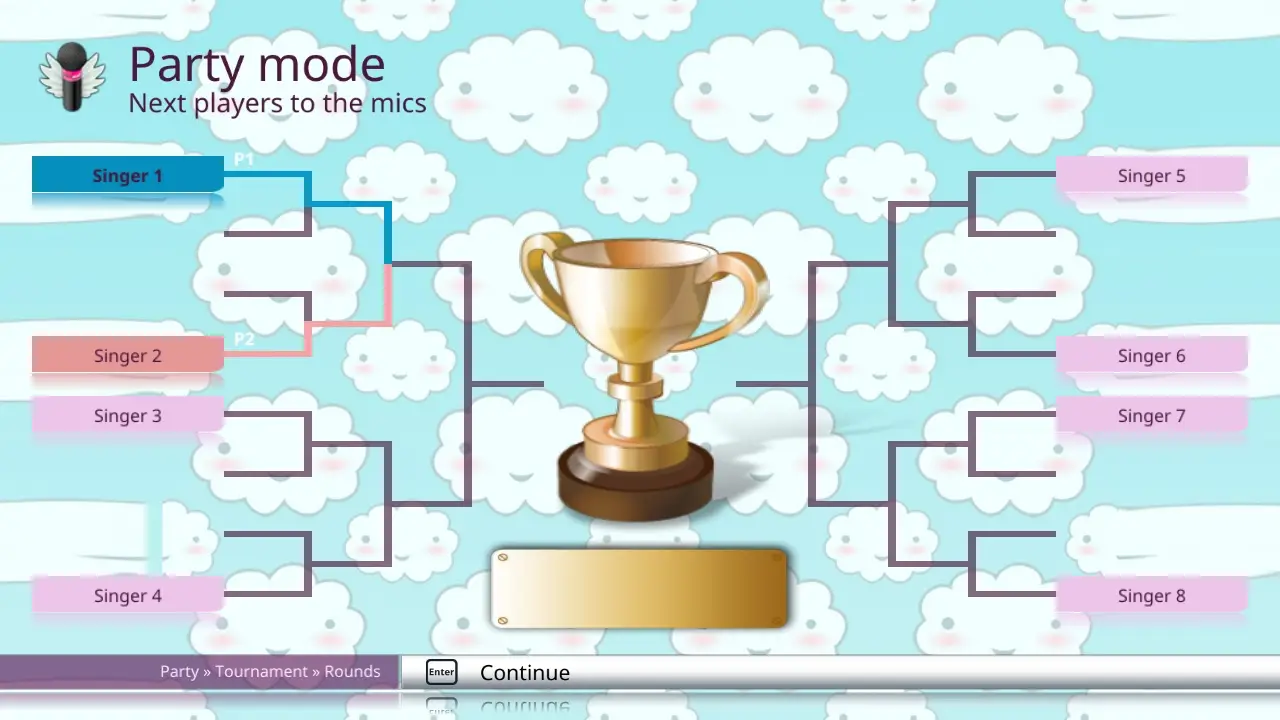 Party mode
Next players to the mics
P1
Singer 1
Singer 5
P2
Singer 2
Singer 6
Singer 3
Singer 7
Singer 4
Singer 8
Party » Tournament » Rounds
Enter
Continue